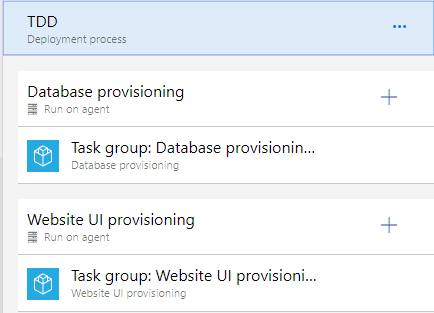 TDD
Deployment process
Database provisioning
Run on agent
Task group: Database provisionin...
Database provisioning
Website UI provisioning
Run on agent
Task group: Website UI provisioni...
Website UI provisioning